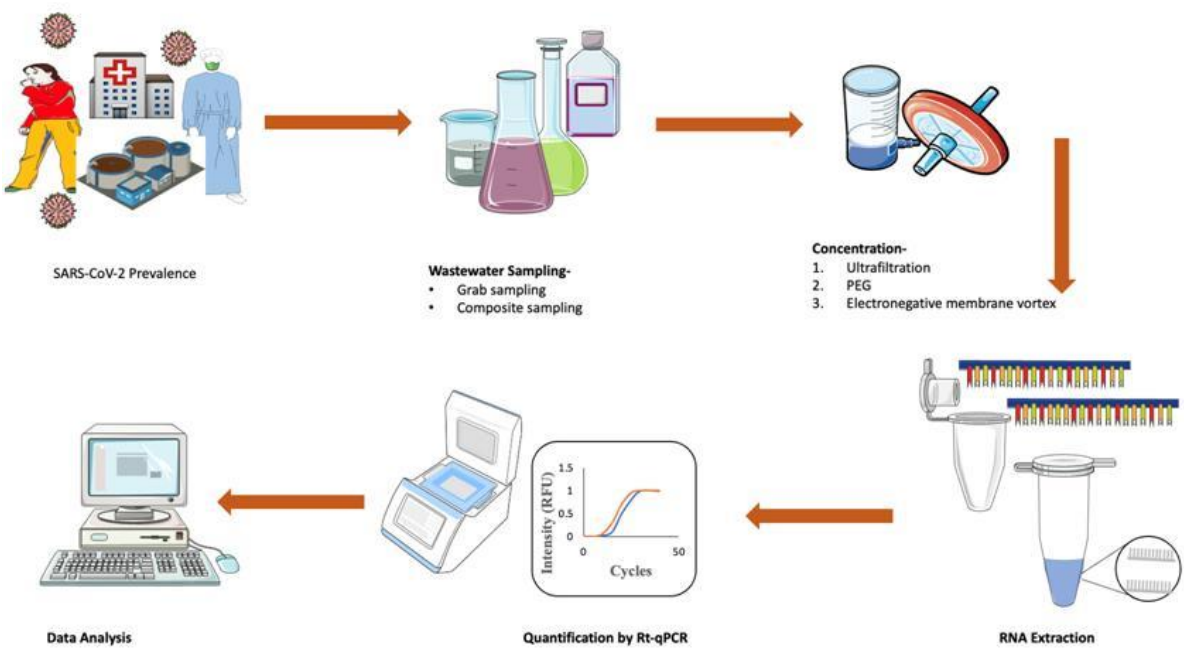 SARS-CoV-2 Prevalence
Wastewater Sampling-
• Grab sampling
• Composite sampling
Concentration-
1. Ultrafiltration
2. PEG
3. Electronegative membrane vortex
Intensity (RFU)
1.5
1
0.5
0
0
50
Cycles
Data Analysis
Quantification by Rt-qPCR
RNA Extraction